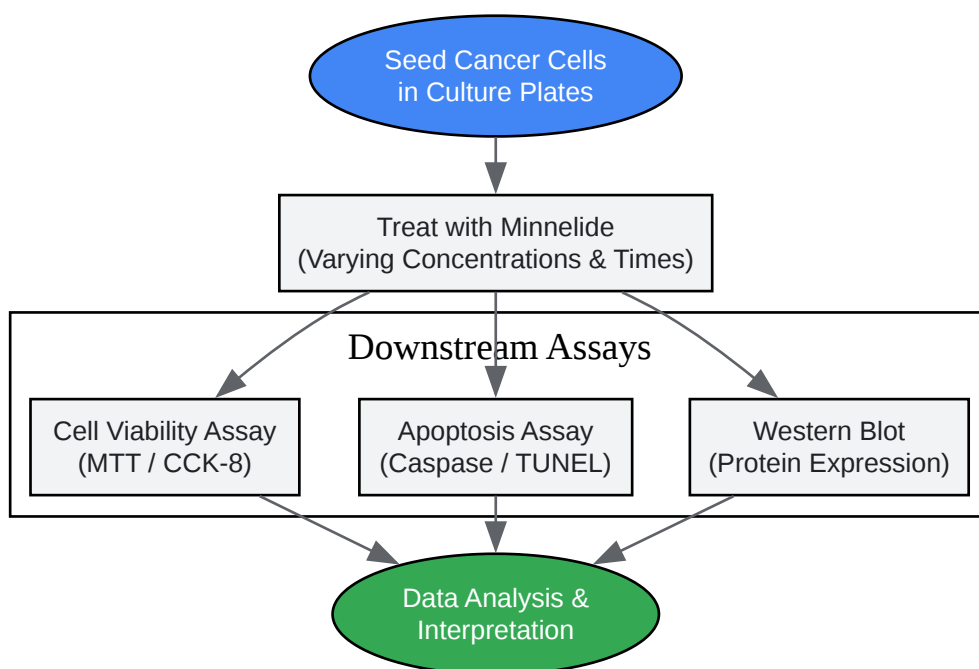 Seed Cancer Cells
in Culture Plates
Treat with Minnelide
(Varying Concentrations & Times)
Downstream Assays
Cell Viability Assay
(MTT / CCK-8)
Apoptosis Assay
(Caspase / TUNEL)
Western Blot
(Protein Expression)
Data Analysis &
Interpretation